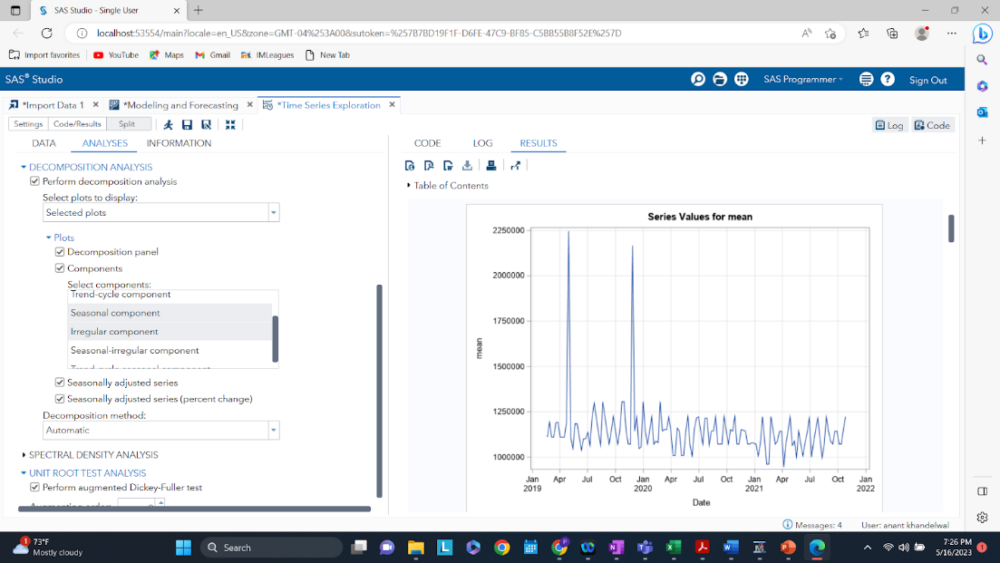 SAS Studio - Single User
localhost:53554/main?locale=en_US&zone=GMT-04%253A00&sutoken=%257B7BD19F1F-D6FE-47C9-BF85-C5BB55B8F52E%257D
Import favorites YouTube Maps Gmail IMLeagues New Tab
SAS® Studio SAS Programmer Sign Out
*Import Data 1 *Modeling and Forecasting *Time Series Exploration
Settings Code/Results Split Log Code
DATA ANALYSES INFORMATION CODE LOG RESULTS
DECOMPOSITION ANALYSIS
Perform decomposition analysis
Select plots to display:
Selected plots
Plots
Decomposition panel
Components
Select components:
Trend-cycle component
Seasonal component
Irregular component
Seasonal-irregular component
Seasonally adjusted series
Seasonally adjusted series (percent change)
Decomposition method:
Automatic
SPECTRAL DENSITY ANALYSIS
UNIT ROOT TEST ANALYSIS
Perform augmented Dickey-Fuller test
Table of Contents
Series Values for mean
2250000
2000000
1750000
1500000
1250000
1000000
mean
Jan Apr Jul Oct Jan Apr Jul Oct Jan Apr Jul Oct Jan
2019 2020 2021 2022
Date
Messages: 4 User: anant khandelwal
1 73°F
Mostly cloudy
Search
7:26 PM
5/16/2023 1